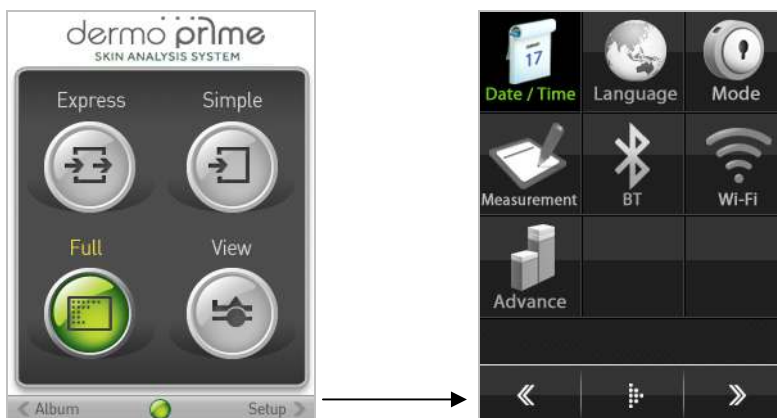 dermo prime
SKIN ANALYSIS SYSTEM
Express Simple
Full View
Album Setup
17
Date / Time Language Mode
Measurement BT Wi-Fi
Advance